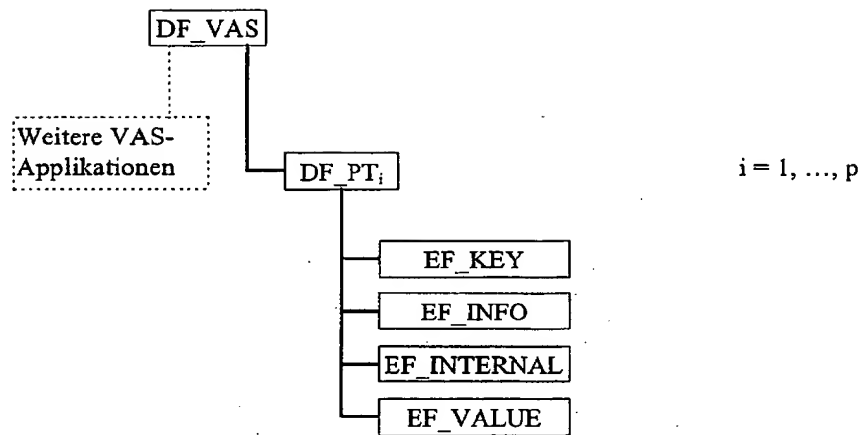 DF_VAS
Weitere VAS-
Applikationen
DF_PTᵢ
i = 1, ..., p
EF_KEY
EF_INFO
EF_INTERNAL
EF_VALUE